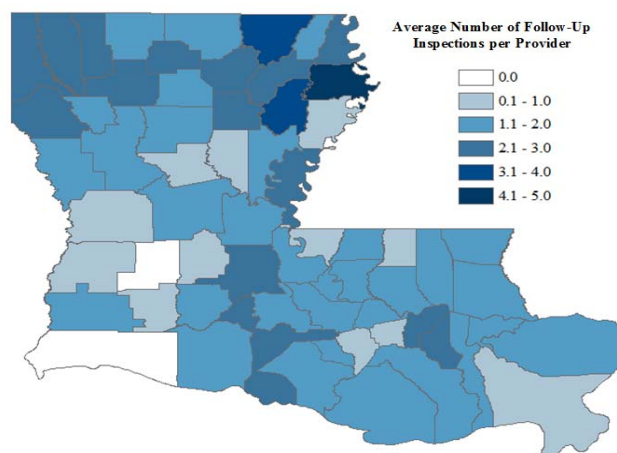 Average Number of Follow-Up
Inspections per Provider
0.0
0.1 - 1.0
1.1 - 2.0
2.1 - 3.0
3.1 - 4.0
4.1 - 5.0